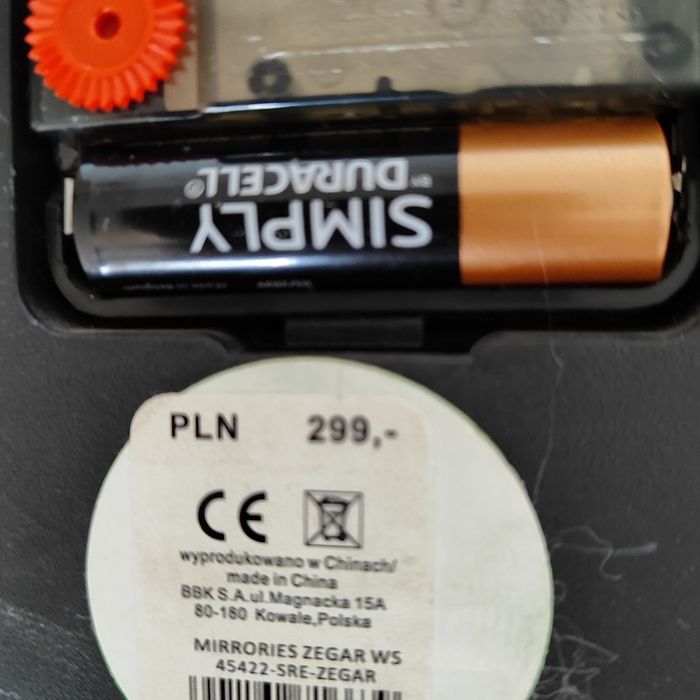 SIMPLY
BY DURACELL®
PLN 299,-
CE
wyprodukowano w Chinach/
made in China
BBK S.A.ul.Magnacka 15A
80-180 Kowale,Polska
MIRRORIES ZEGAR WS
45422-SRE-ZEGAR